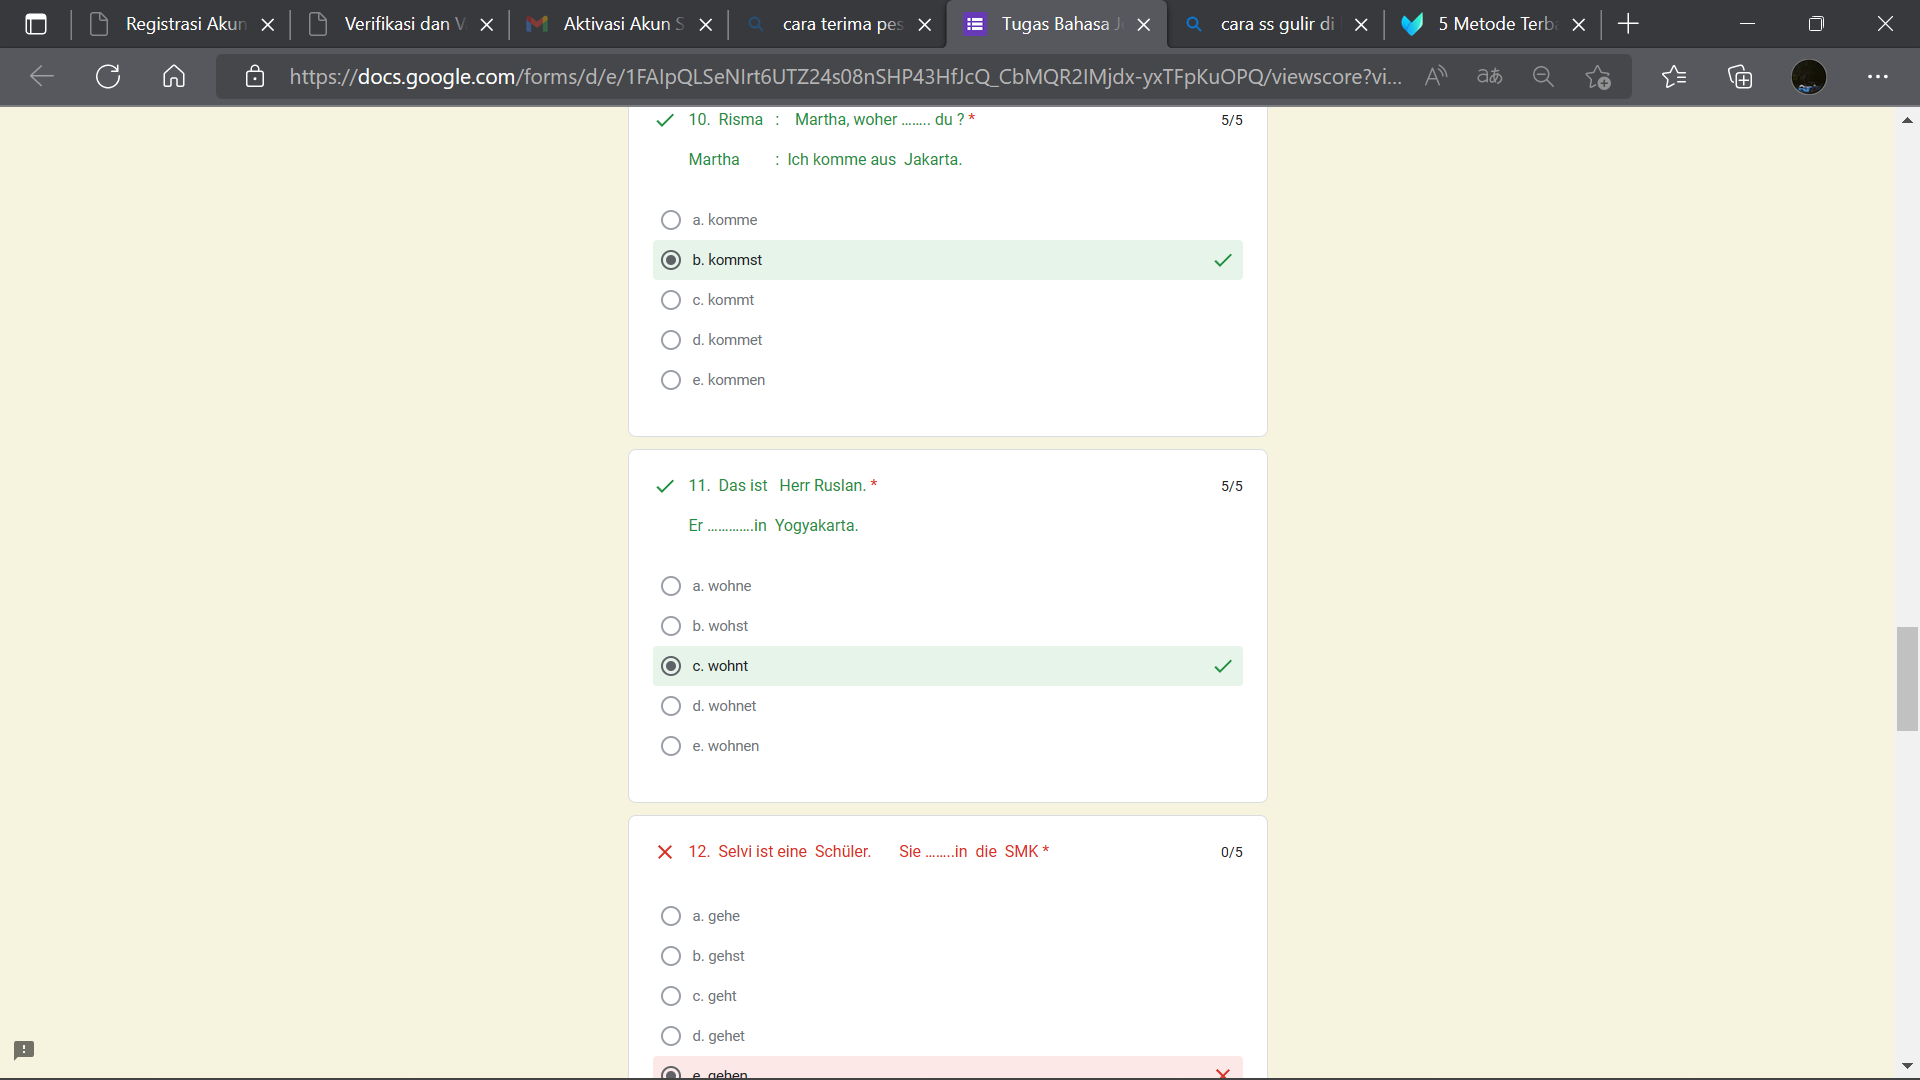 Registrasi Akun
Verifikasi dan V
Aktivasi Akun S
cara terima pes
Tugas Bahasa J
cara ss gulir di
5 Metode Terba
https://docs.google.com/forms/d/e/1FAIpQLSeNIrt6UTZ24s08nSHP43HfJcQ_CbMQR2IMjdx-yxTFpKuOPQ/viewscore?vi...
10. Risma : Martha, woher ........ du ? *
5/5
Martha : Ich komme aus Jakarta.
a. komme
b. kommst
c. kommt
d. kommet
e. kommen
11. Das ist Herr Ruslan. *
5/5
Er .............in Yogyakarta.
a. wohne
b. wohst
c. wohnt
d. wohnet
e. wohnen
12. Selvi ist eine Schüler. Sie ........in die SMK *
0/5
a. gehe
b. gehst
c. geht
d. gehet
e. gehen